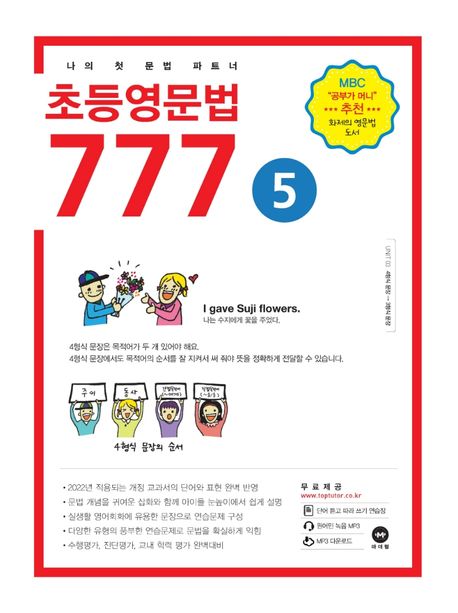 나의 첫 문법 파트너
초등영문법
777
5
MBC
"공부가 머니"
*** 추천 ***
화제의 영문법
도서
UNIT 03 4형식 문장 → 3형식 문장
I gave Suji flowers.
나는 수지에게 꽃을 주었다.
4형식 문장은 목적어가 두 개 있어야 해요.
4형식 문장에서도 목적어의 순서를 잘 지켜서 써 줘야 뜻을 정확하게 전달할 수 있습니다.
주어
동사
간접목적어
(~에게)
직접목적어
(~을/를)
4형식 문장의 순서
• 2022년 적용되는 개정 교과서의 단어와 표현 완벽 반영
• 문법 개념을 귀여운 삽화와 함께 아이들 눈높이에서 쉽게 설명
• 실생활 영어회화에 유용한 문장으로 연습문제 구성
• 다양한 유형의 풍부한 연습문제로 문법을 확실하게 익힘
• 수행평가, 진단평가, 교내 학력 평가 완벽대비
무료제공
www.toptutor.co.kr
단어 듣고 따라 쓰기 연습장
원어민 녹음 MP3
MP3 다운로드
마더텅